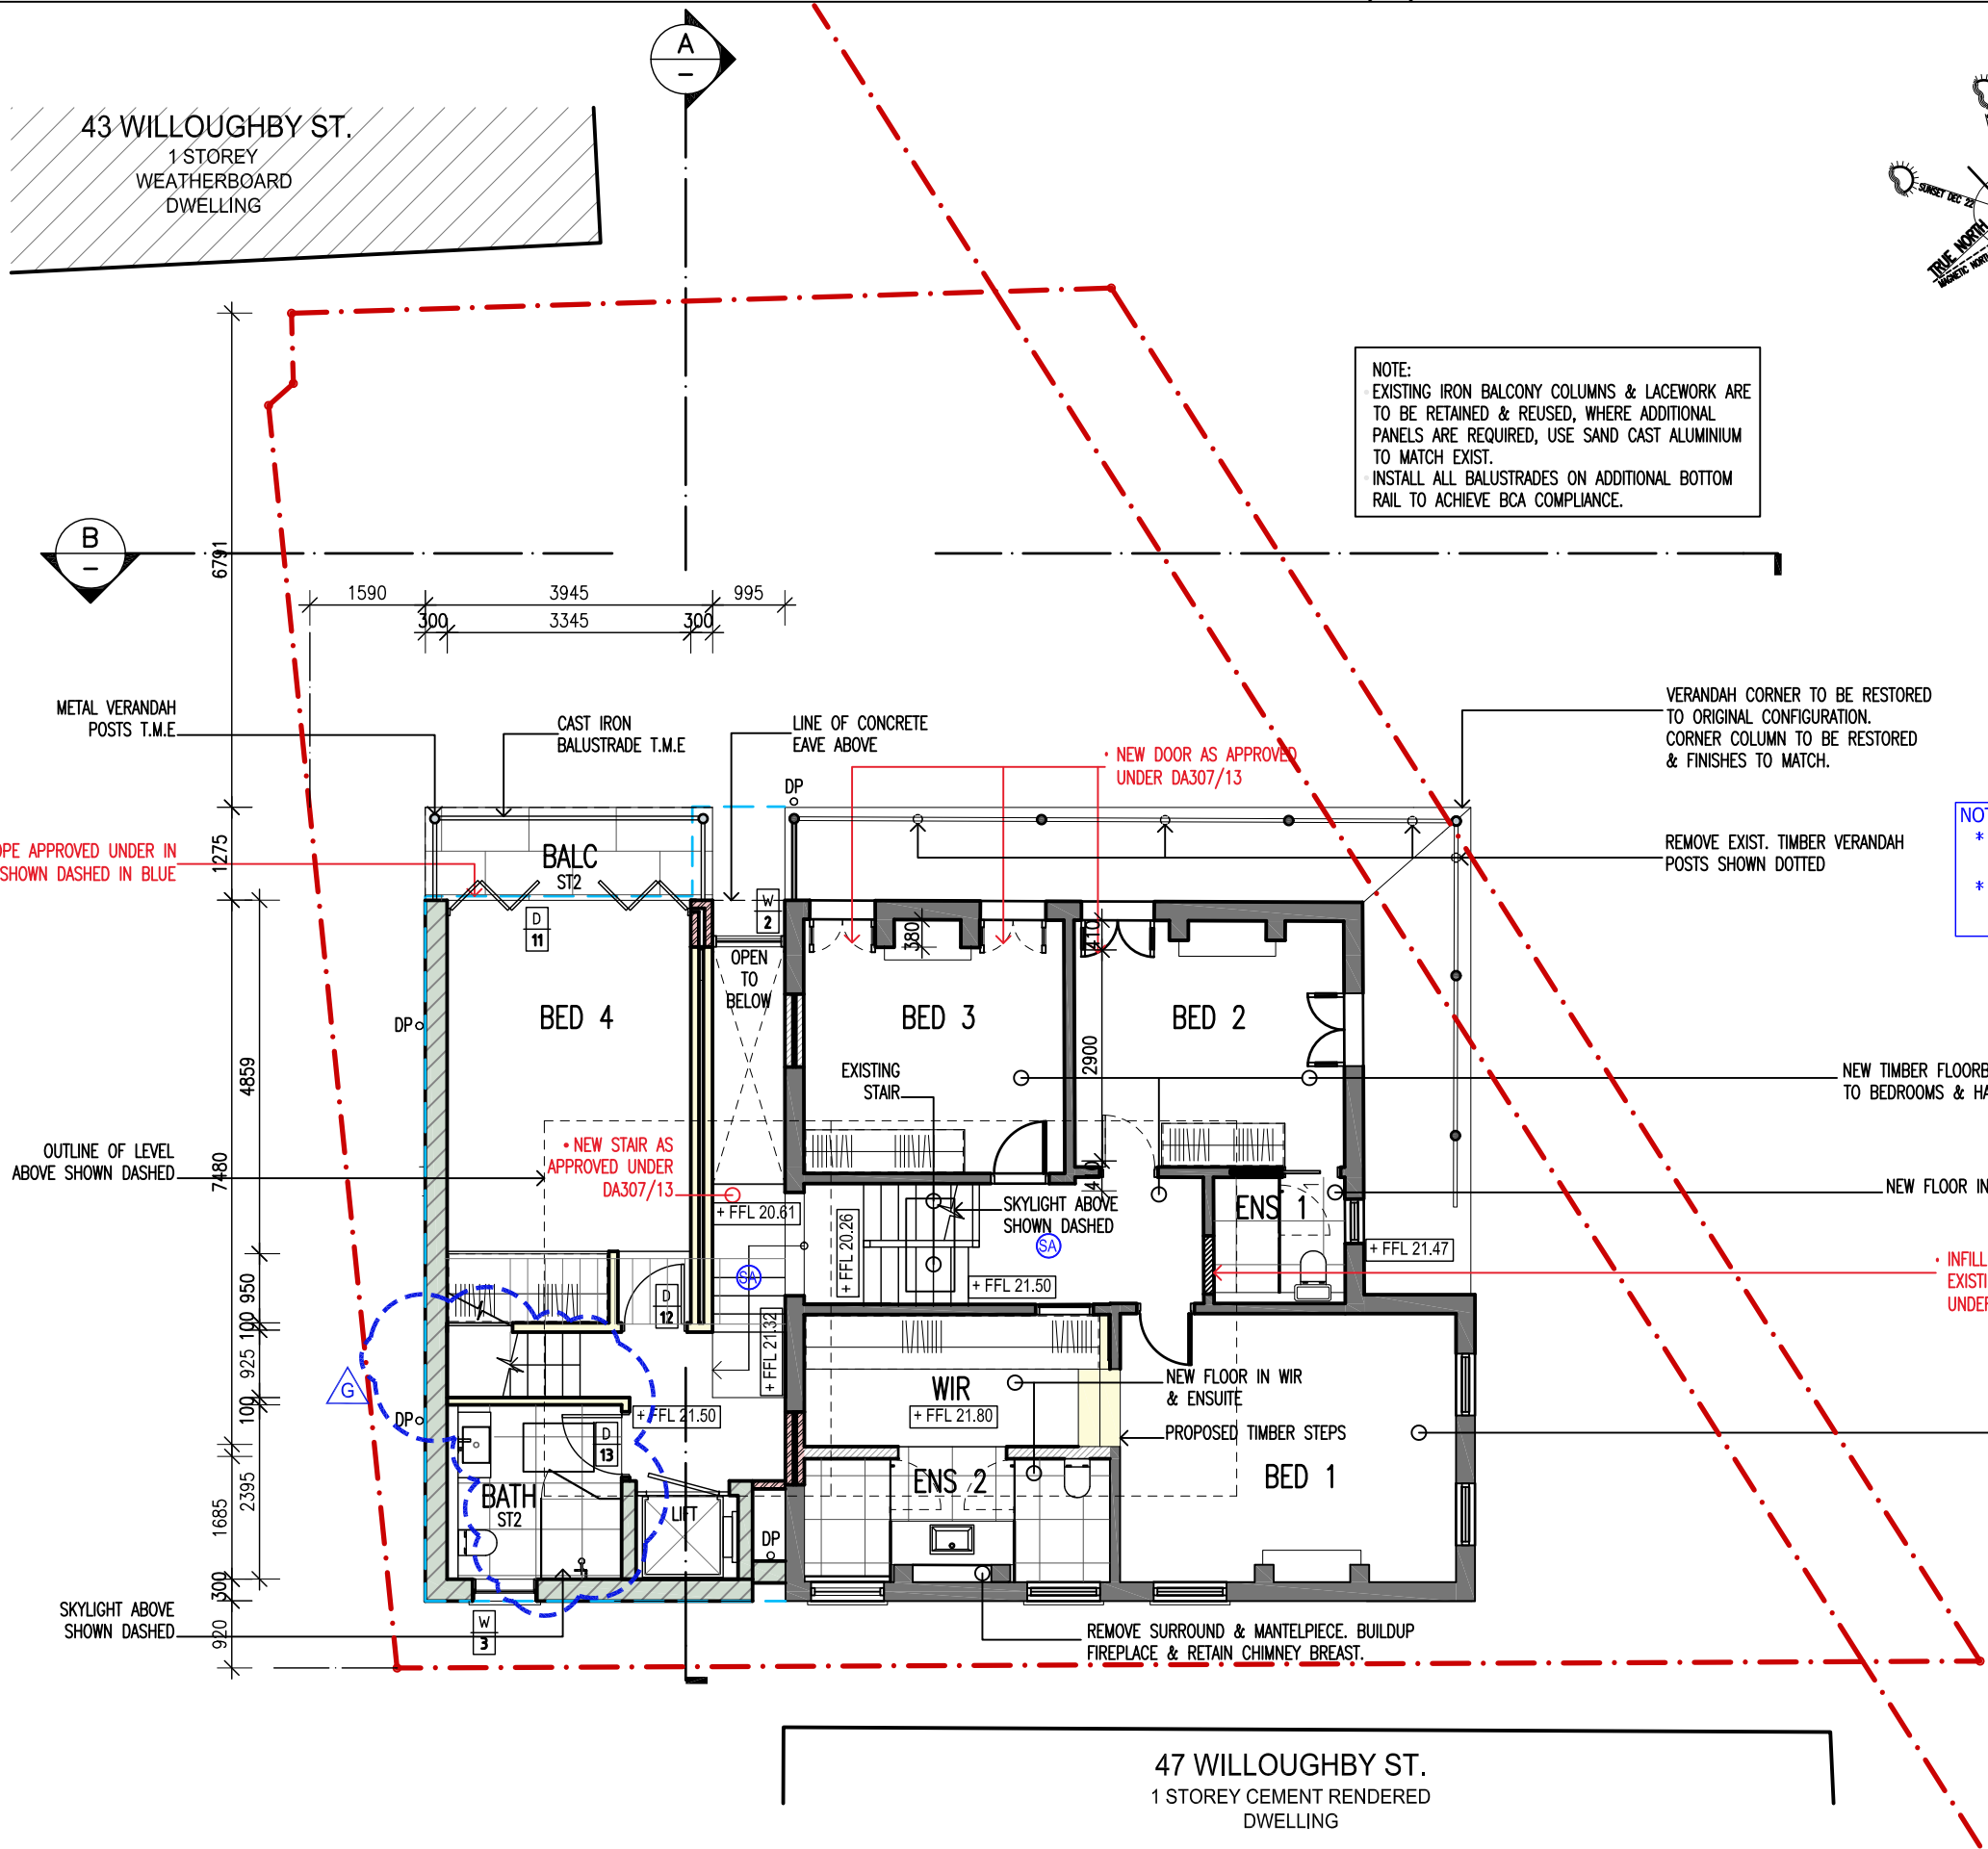 A
–
43 WILLOUGHBY ST.
1 STOREY
WEATHERBOARD
DWELLING
SUNSET DEC 22
TRUE NORTH
MAGNETIC NORTH
NOTE:
EXISTING IRON BALCONY COLUMNS & LACEWORK ARE
TO BE RETAINED & REUSED, WHERE ADDITIONAL
PANELS ARE REQUIRED, USE SAND CAST ALUMINIUM
TO MATCH EXIST.
INSTALL ALL BALUSTRADES ON ADDITIONAL BOTTOM
RAIL TO ACHIEVE BCA COMPLIANCE.
B
–
6791
1590
3945
995
300
3345
300
METAL VERANDAH
POSTS T.M.E
CAST IRON
BALUSTRADE T.M.E
LINE OF CONCRETE
EAVE ABOVE
• NEW DOOR AS APPROVED
UNDER DA307/13
VERANDAH CORNER TO BE RESTORED
TO ORIGINAL CONFIGURATION.
CORNER COLUMN TO BE RESTORED
& FINISHES TO MATCH.
DP
OPE APPROVED UNDER IN
SHOWN DASHED IN BLUE
1275
BALC
ST2
REMOVE EXIST. TIMBER VERANDAH
POSTS SHOWN DOTTED
NOT
*
*
D
11
W
2
380
410
OPEN
TO
BELOW
BED 4
BED 3
BED 2
DP
4859
2900
EXISTING
STAIR
NEW TIMBER FLOORB
TO BEDROOMS & HA
OUTLINE OF LEVEL
ABOVE SHOWN DASHED
7480
• NEW STAIR AS
APPROVED UNDER
DA307/13
+ FFL 20.61
+ FFL 20.26
SKYLIGHT ABOVE
SHOWN DASHED
SA
ENS 1
NEW FLOOR IN
+ FFL 21.47
+ FFL 21.50
• INFILL
EXISTI
UNDER
SA
950
100
925
100
D
12
+ FFL 21.32
G
DP
WIR
+ FFL 21.80
NEW FLOOR IN WIR
& ENSUITE
PROPOSED TIMBER STEPS
+ FFL 21.50
D
13
2395
1685
BATH
ST2
LIFT
DP
ENS 2
BED 1
300
920
SKYLIGHT ABOVE
SHOWN DASHED
W
3
REMOVE SURROUND & MANTELPIECE. BUILDUP
FIREPLACE & RETAIN CHIMNEY BREAST.
47 WILLOUGHBY ST.
1 STOREY CEMENT RENDERED
DWELLING